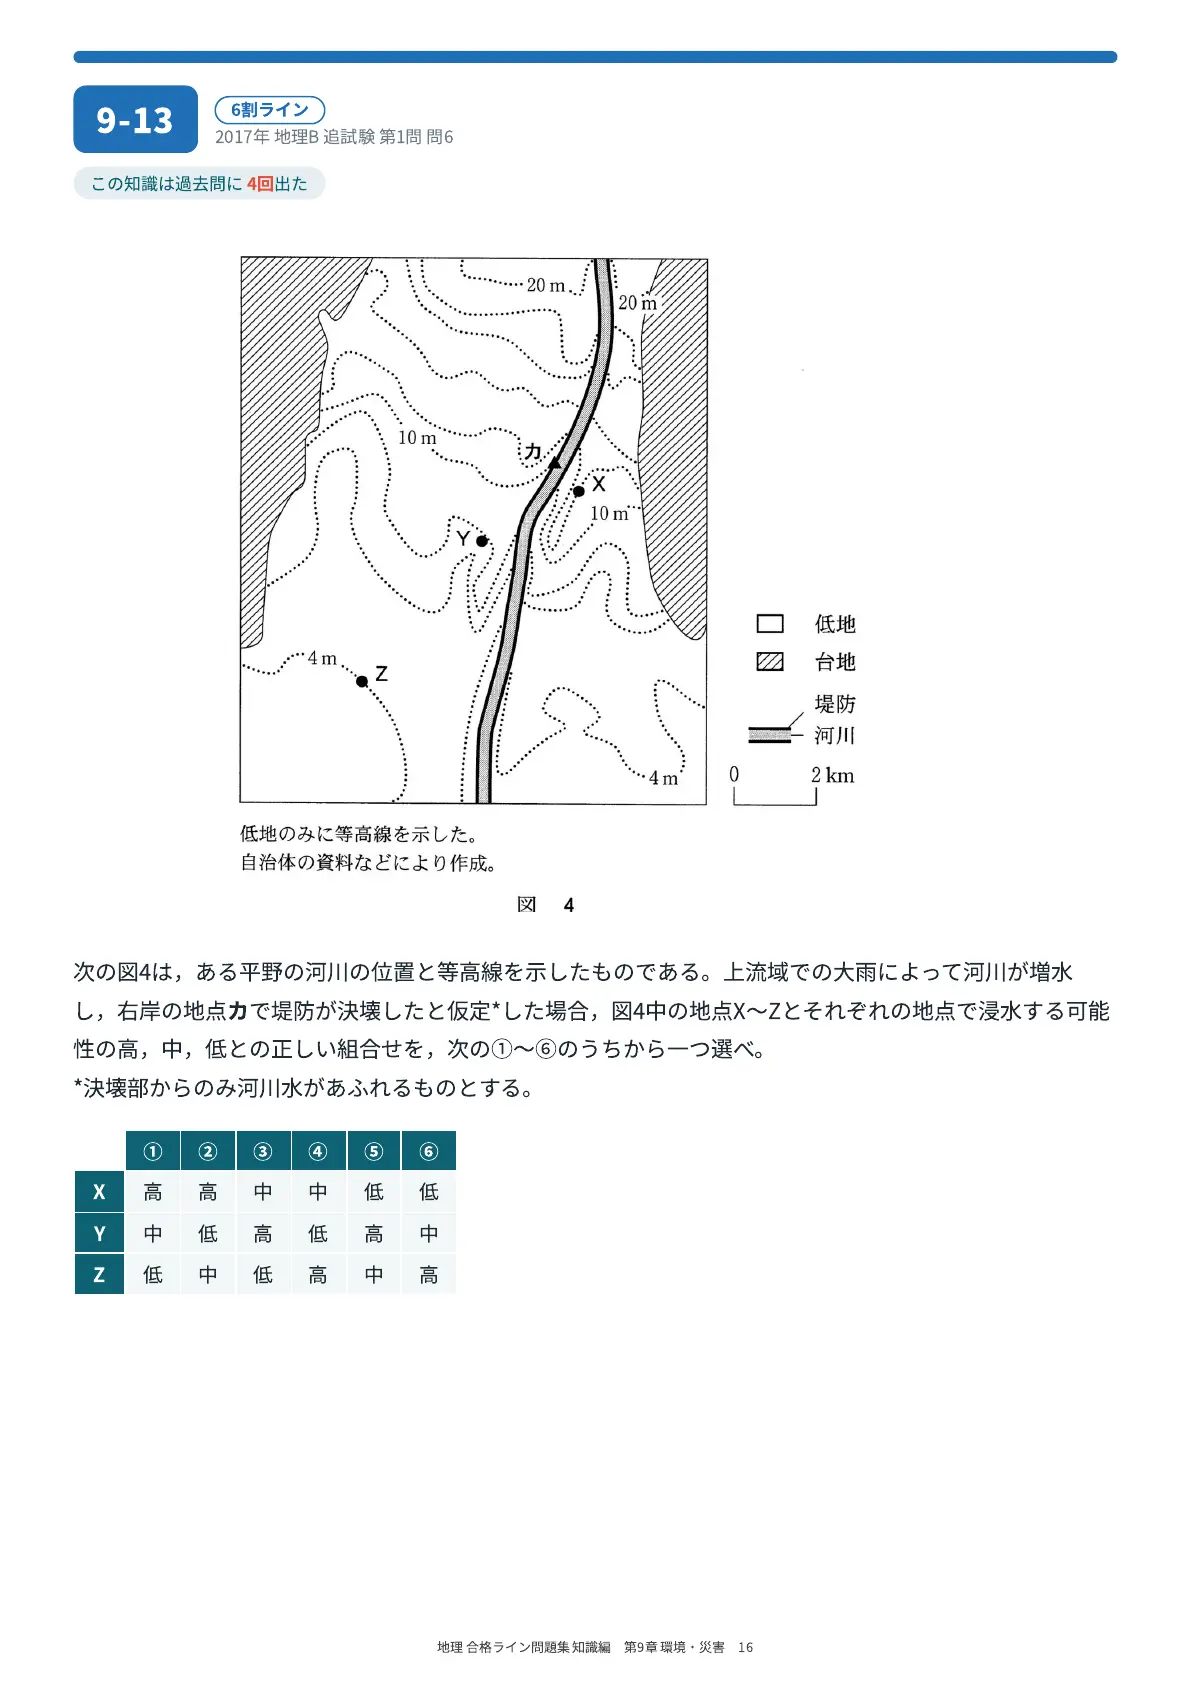 9-13
6割ライン
2017年 地理B 追試験 第1問 問6
この知識は過去問に 4回出た
20 m
20 m
10 m
カ
X
10 m
Y
4 m
Z
4 m
低地
台地
堤防
河川
0 2 km
低地のみに等高線を示した。
自治体の資料などにより作成。
図 4
次の図4は，ある平野の河川の位置と等高線を示したものである。上流域での大雨によって河川が増水
し，右岸の地点カで堤防が決壊したと仮定*した場合，図4中の地点X～Zとそれぞれの地点で浸水する可能
性の高，中，低との正しい組合せを，次の①～⑥のうちから一つ選べ。
*決壊部からのみ河川水があふれるものとする。
① ② ③ ④ ⑤ ⑥
X 高 高 中 中 低 低
Y 中 低 高 低 高 中
Z 低 中 低 高 中 高
地理 合格ライン問題集 知識編 第9章 環境・災害 16